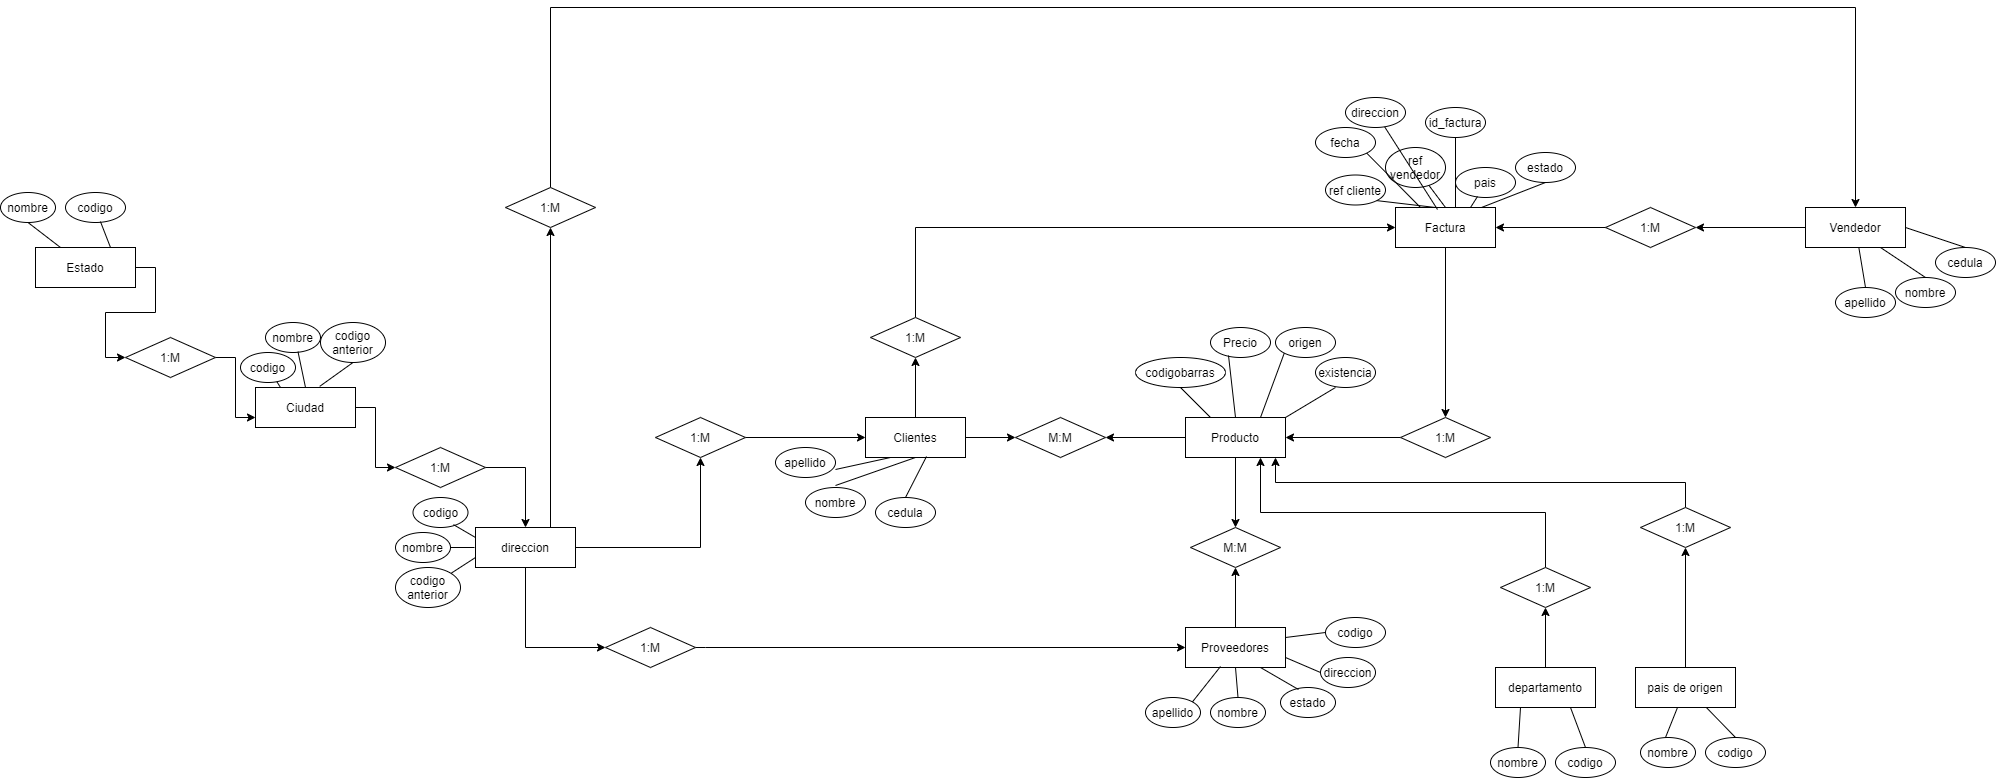 direccion
id_factura
fecha
ref
vendedor
estado
pais
ref cliente
nombre
codigo
1:M
Factura
1:M
Vendedor
Estado
cedula
nombre
apellido
1:M
nombre
codigo
anterior
1:M
Precio
origen
codigo
codigobarras
existencia
Ciudad
1:M
Clientes
M:M
Producto
1:M
apellido
1:M
nombre
cedula
codigo
direccion
nombre
codigo
anterior
M:M
1:M
1:M
1:M
Proveedores
codigo
direccion
estado
apellido
nombre
departamento
pais de origen
nombre
codigo
nombre
codigo